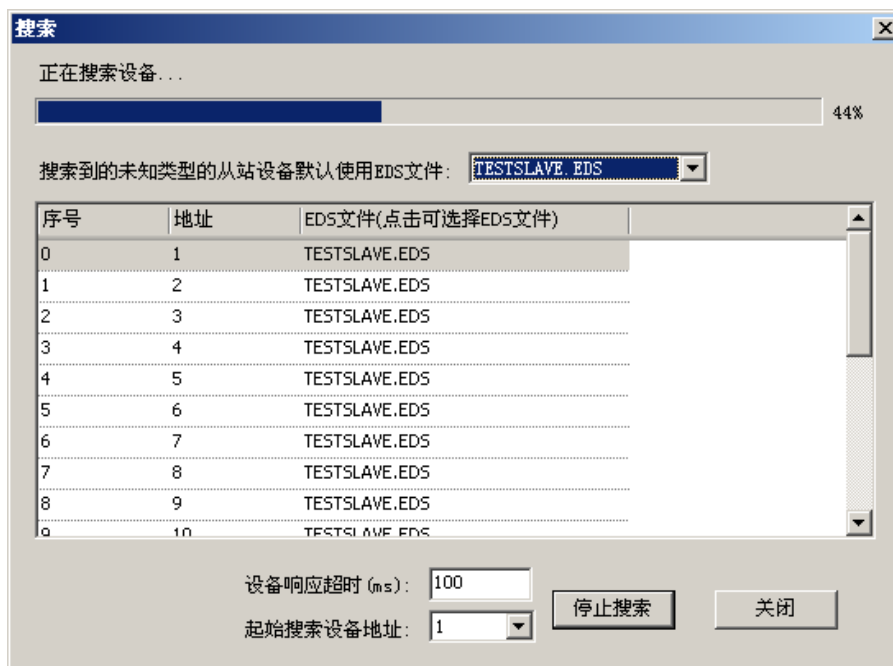 搜索
正在搜索设备...
44%
搜索到的未知类型的从站设备默认使用EDS文件: TESTSLAVE.EDS
序号 地址 EDS文件(点击可选择EDS文件)
0 1 TESTSLAVE.EDS
1 2 TESTSLAVE.EDS
2 3 TESTSLAVE.EDS
3 4 TESTSLAVE.EDS
4 5 TESTSLAVE.EDS
5 6 TESTSLAVE.EDS
6 7 TESTSLAVE.EDS
7 8 TESTSLAVE.EDS
8 9 TESTSLAVE.EDS
9 10 TESTSLAVE.EDS
设备响应超时(ms): 100
起始搜索设备地址: 1
停止搜索 关闭